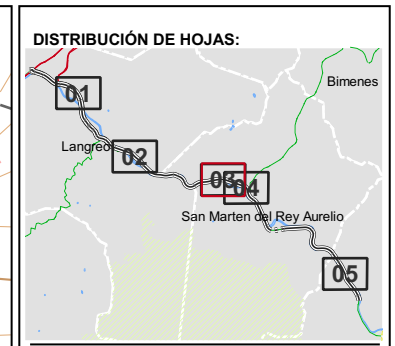 DISTRIBUCIÓN DE HOJAS:
Bimenes
01
Langreo
02
03
04
San Marten del Rey Aurelio
05